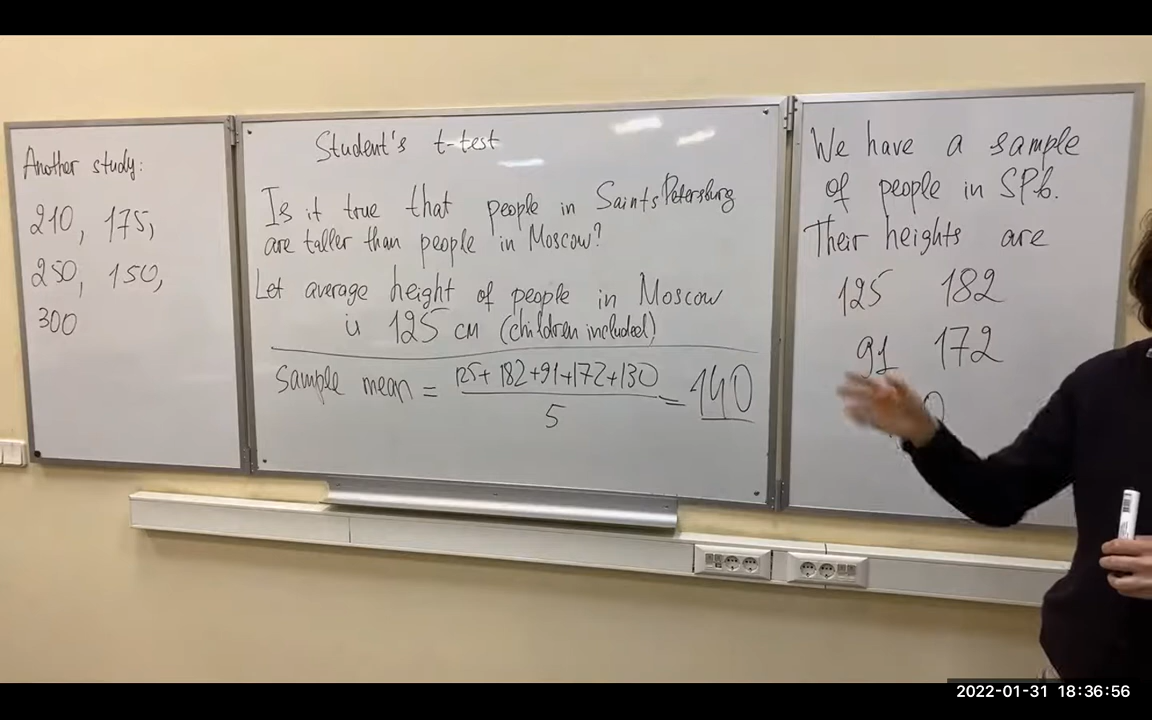 Another study:
210, 175,
250, 150,
300
Student's t-test
Is it true that people in Saints Petersburg
are taller than people in Moscow?
Let average height of people in Moscow
is 125 cm (children included)
Sample mean = 125+182+91+172+130
5
= 140
We have a sample
of people in SPb.
Their heights are
125 182
91 172
0
2022-01-31 18:36:56